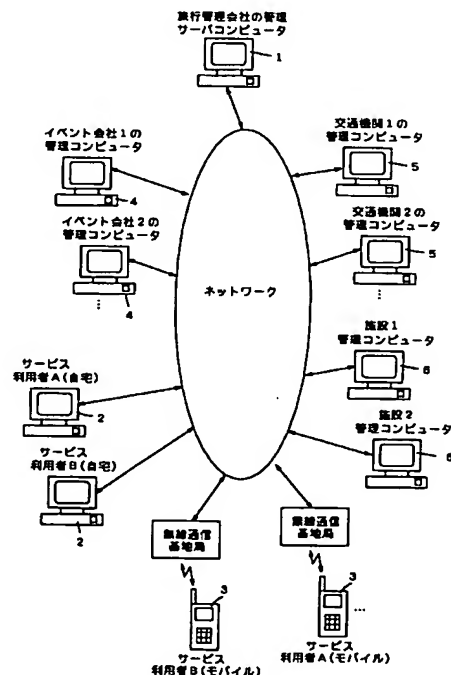 旅行管理会社の管理
サーバコンピュータ
1
イベント会社1の
管理コンピュータ
4
交通機関1の
管理コンピュータ
5
イベント会社2の
管理コンピュータ
4
交通機関2の
管理コンピュータ
5
ネットワーク
施設1
管理コンピュータ
6
サービス
利用者A(自宅)
2
施設2
管理コンピュータ
6
サービス
利用者B(自宅)
2
無線通信
基地局
無線通信
基地局
3
サービス
利用者B(モバイル)
3
サービス
利用者A(モバイル)